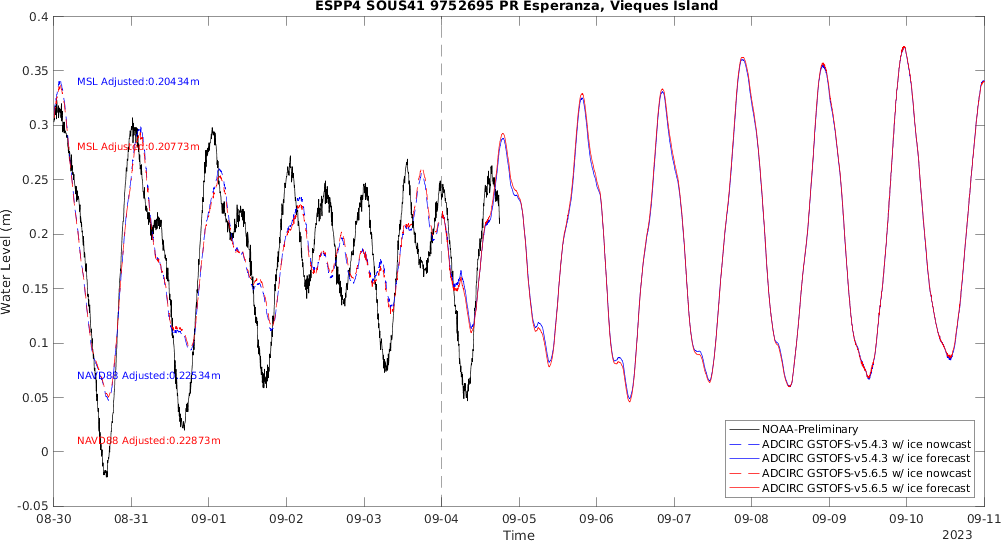 ESPP4 SOUS41 9752695 PR Esperanza, Vieques Island
0.4
0.35
0.3
0.25
0.2
0.15
0.1
0.05
0
-0.05
Water Level (m)
MSL Adjusted:0.20434m
MSL Adjusted:0.20773m
NAVD88 Adjusted:0.22534m
NAVD88 Adjusted:0.22873m
NOAA-Preliminary
ADCIRC GSTOFS-v5.4.3 w/ ice nowcast
ADCIRC GSTOFS-v5.4.3 w/ ice forecast
ADCIRC GSTOFS-v5.6.5 w/ ice nowcast
ADCIRC GSTOFS-v5.6.5 w/ ice forecast
08-30 08-31 09-01 09-02 09-03 09-04 09-05 09-06 09-07 09-08 09-09 09-10 09-11
Time
2023